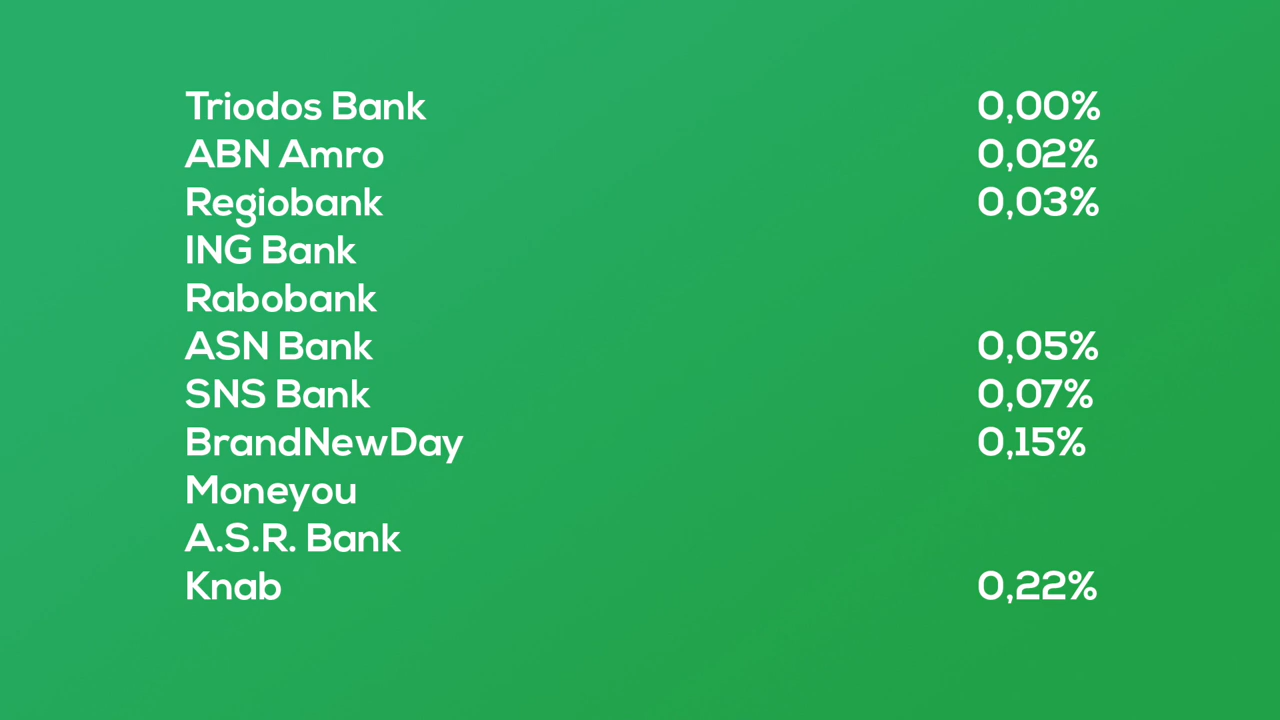 Triodos Bank 0,00%
ABN Amro 0,02%
Regiobank 0,03%
ING Bank
Rabobank
ASN Bank 0,05%
SNS Bank 0,07%
BrandNewDay 0,15%
Moneyou
A.S.R. Bank
Knab 0,22%